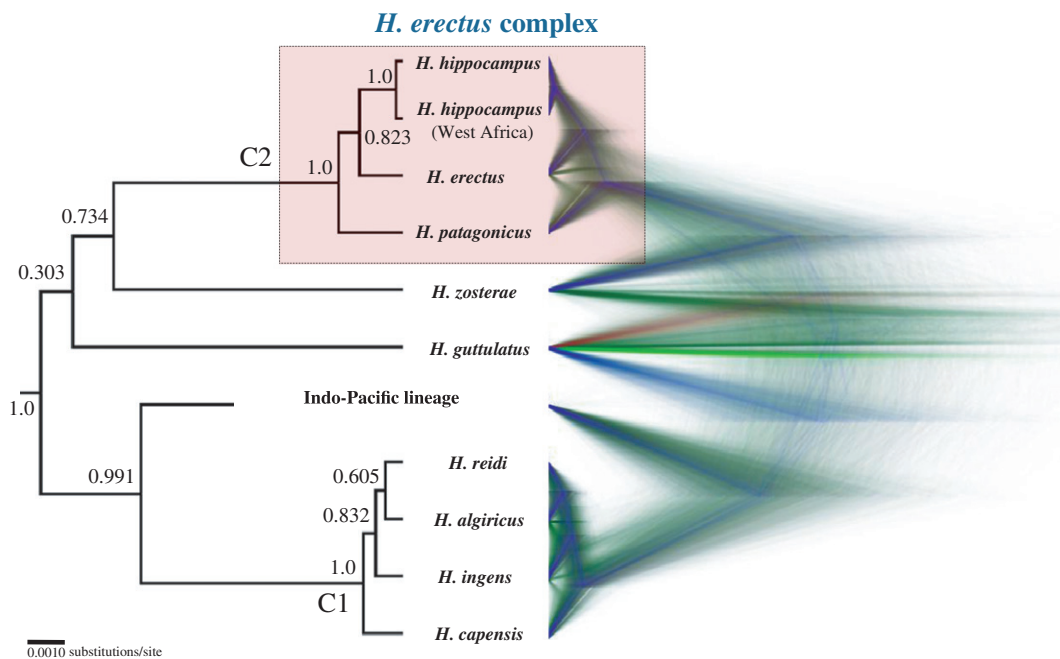 H. erectus complex
H. hippocampus
1.0
H. hippocampus
(West Africa)
0.823
C2
1.0
H. erectus
0.734
H. patagonicus
0.303
H. zosterae
H. guttulatus
Indo-Pacific lineage
1.0
H. reidi
0.991
0.605
0.832
H. algiricus
1.0
H. ingens
C1
H. capensis
0.0010 substitutions/site